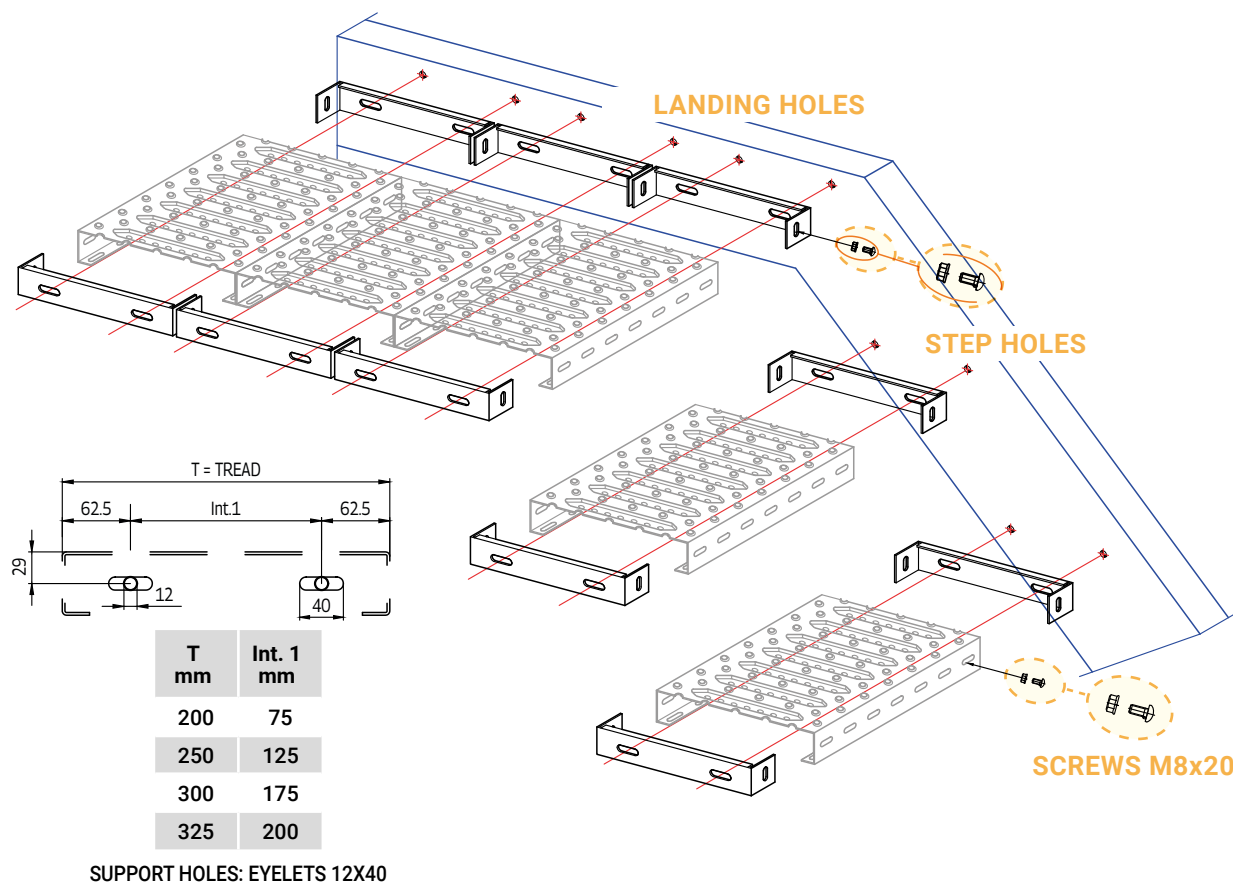 LANDING HOLES
STEP HOLES
T = TREAD
62.5 Int.1 62.5
29
12
40
T Int. 1
mm mm
200 75
250 125
300 175
325 200
SUPPORT HOLES: EYELETS 12X40
SCREWS M8x20